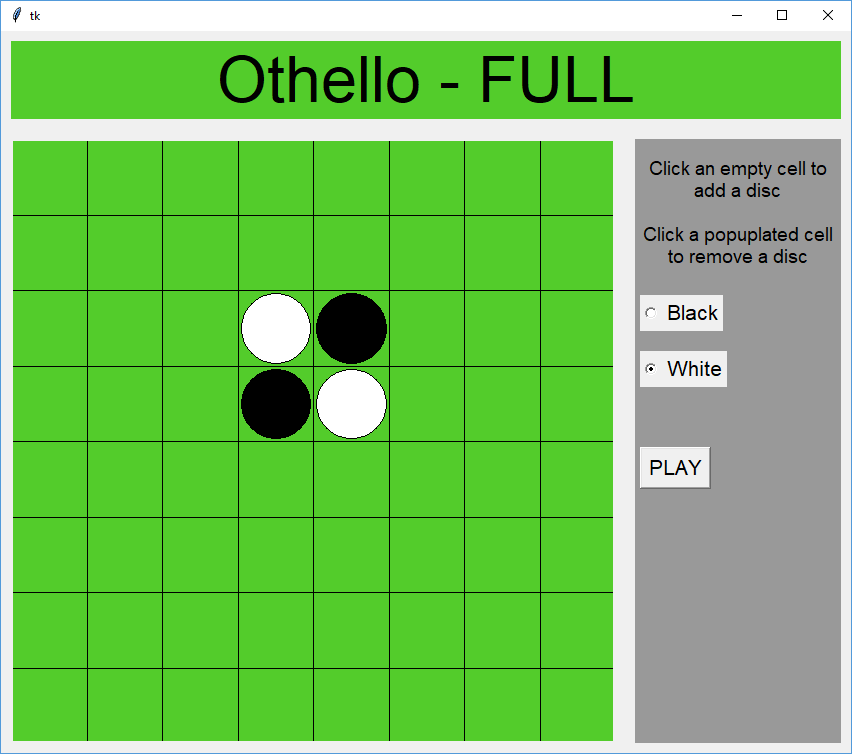 tk
Othello - FULL
Click an empty cell to
add a disc
Click a popuplated cell
to remove a disc
Black
White
PLAY